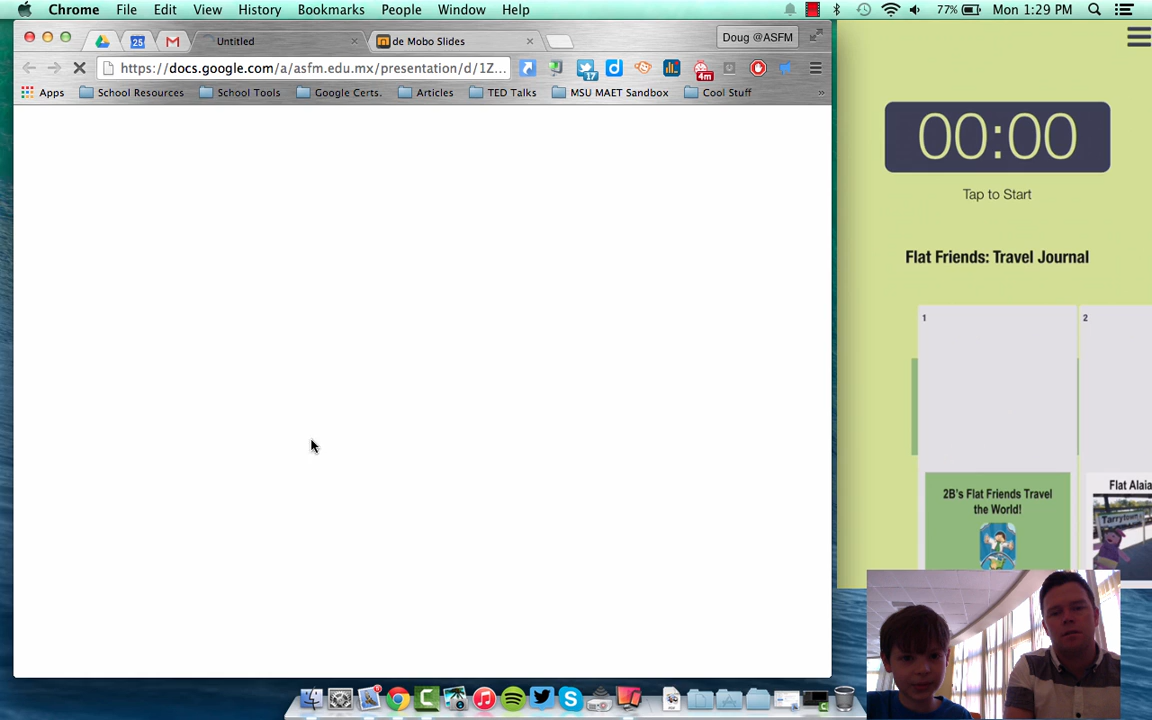 Chrome File Edit View History Bookmarks People Window Help 77% Mon 1:29 PM
25 Untitled de Mobo Slides Doug @ASFM
https://docs.google.com/a/asfm.edu.mx/presentation/d/1Z... 17 4m
Apps School Resources School Tools Google Certs. Articles TED Talks MSU MAET Sandbox Cool Stuff »
00:00
Tap to Start
Flat Friends: Travel Journal
1 2
2B's Flat Friends Travel
the World!
Flat Alaia
Tarrytown